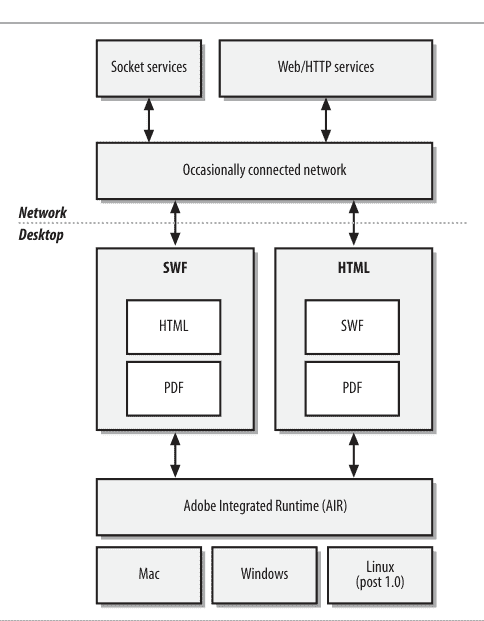 Socket services
Web/HTTP services
Occasionally connected network
Network
Desktop
SWF
HTML
PDF
HTML
SWF
PDF
Adobe Integrated Runtime (AIR)
Mac
Windows
Linux
(post 1.0)